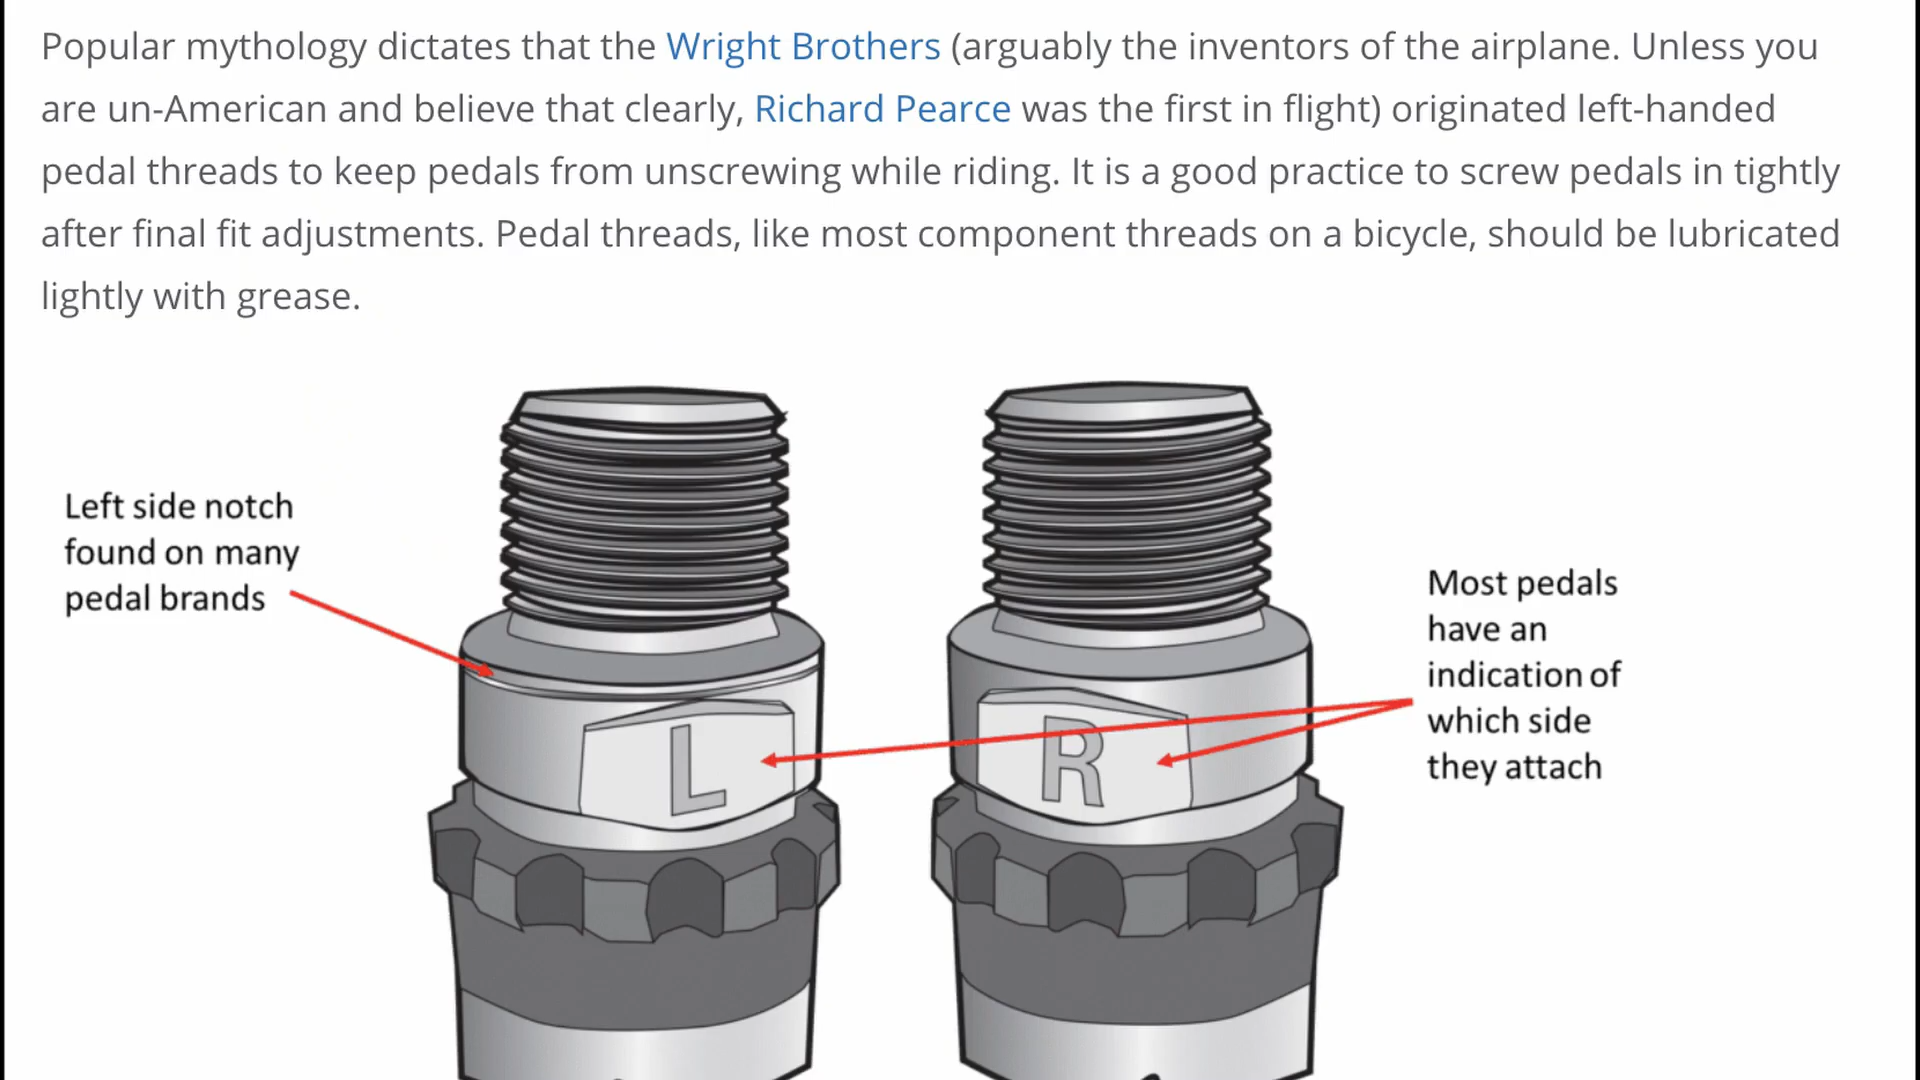 Popular mythology dictates that the Wright Brothers (arguably the inventors of the airplane. Unless you
are un-American and believe that clearly, Richard Pearce was the first in flight) originated left-handed
pedal threads to keep pedals from unscrewing while riding. It is a good practice to screw pedals in tightly
after final fit adjustments. Pedal threads, like most component threads on a bicycle, should be lubricated
lightly with grease.
Left side notch
found on many
pedal brands
L
R
Most pedals
have an
indication of
which side
they attach